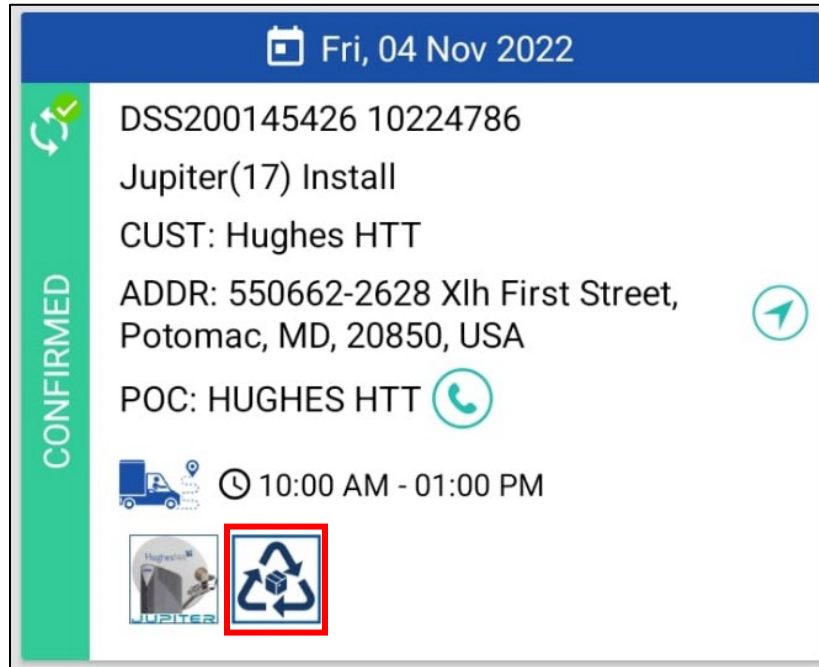 Fri, 04 Nov 2022
CONFIRMED
DSS200145426 10224786
Jupiter(17) Install
CUST: Hughes HTT
ADDR: 550662-2628 Xlh First Street,
Potomac, MD, 20850, USA
POC: HUGHES HTT
10:00 AM - 01:00 PM
HughesNet
JUPITER